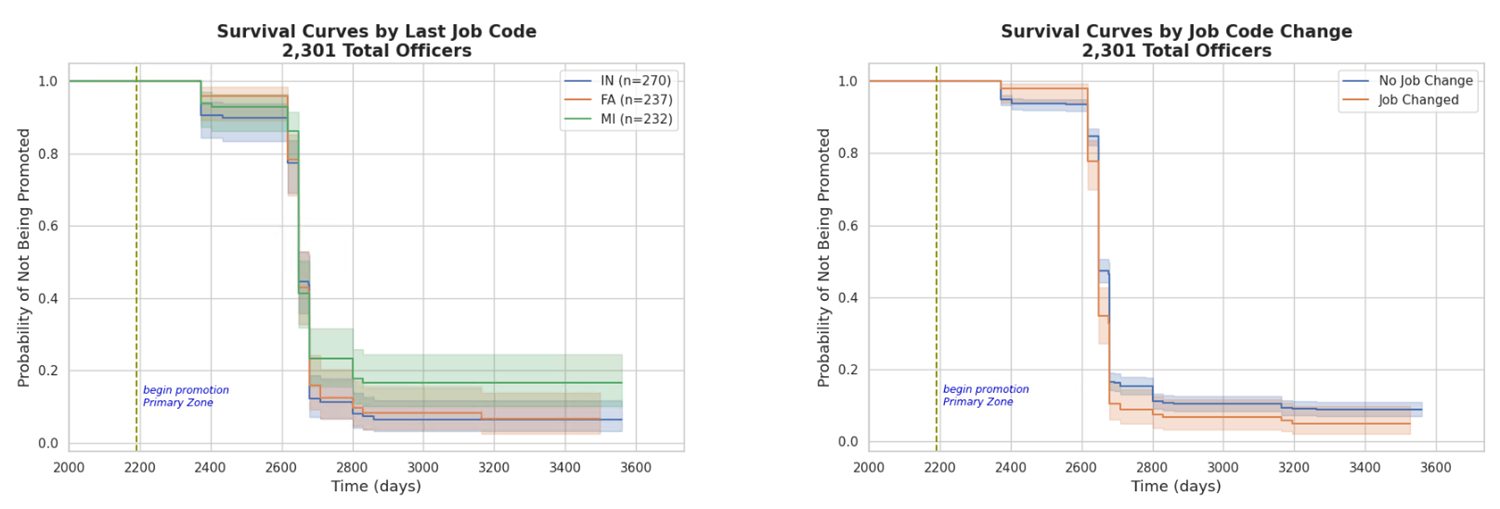 Survival Curves by Last Job Code
2,301 Total Officers
Probability of Not Being Promoted
1.0
0.8
0.6
0.4
0.2
0.0
IN (n=270)
FA (n=237)
MI (n=232)
begin promotion
Primary Zone
2000 2200 2400 2600 2800 3000 3200 3400 3600
Time (days)
Survival Curves by Job Code Change
2,301 Total Officers
Probability of Not Being Promoted
1.0
0.8
0.6
0.4
0.2
0.0
No Job Change
Job Changed
begin promotion
Primary Zone
2000 2200 2400 2600 2800 3000 3200 3400 3600
Time (days)